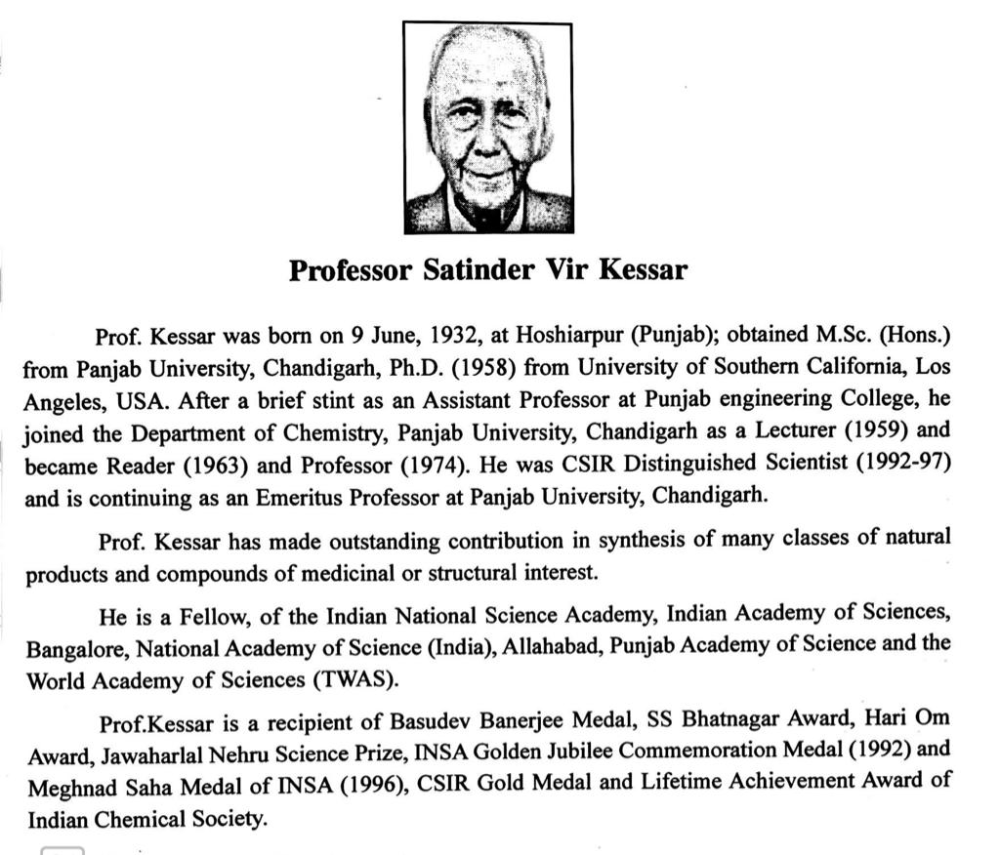 Professor Satinder Vir Kessar
Prof. Kessar was born on 9 June, 1932, at Hoshiarpur (Punjab); obtained M.Sc. (Hons.)
from Panjab University, Chandigarh, Ph.D. (1958) from University of Southern California, Los
Angeles, USA. After a brief stint as an Assistant Professor at Punjab engineering College, he
joined the Department of Chemistry, Panjab University, Chandigarh as a Lecturer (1959) and
became Reader (1963) and Professor (1974). He was CSIR Distinguished Scientist (1992-97)
and is continuing as an Emeritus Professor at Panjab University, Chandigarh.
Prof. Kessar has made outstanding contribution in synthesis of many classes of natural
products and compounds of medicinal or structural interest.
He is a Fellow, of the Indian National Science Academy, Indian Academy of Sciences,
Bangalore, National Academy of Science (India), Allahabad, Punjab Academy of Science and the
World Academy of Sciences (TWAS).
Prof.Kessar is a recipient of Basudev Banerjee Medal, SS Bhatnagar Award, Hari Om
Award, Jawaharlal Nehru Science Prize, INSA Golden Jubilee Commemoration Medal (1992) and
Meghnad Saha Medal of INSA (1996), CSIR Gold Medal and Lifetime Achievement Award of
Indian Chemical Society.